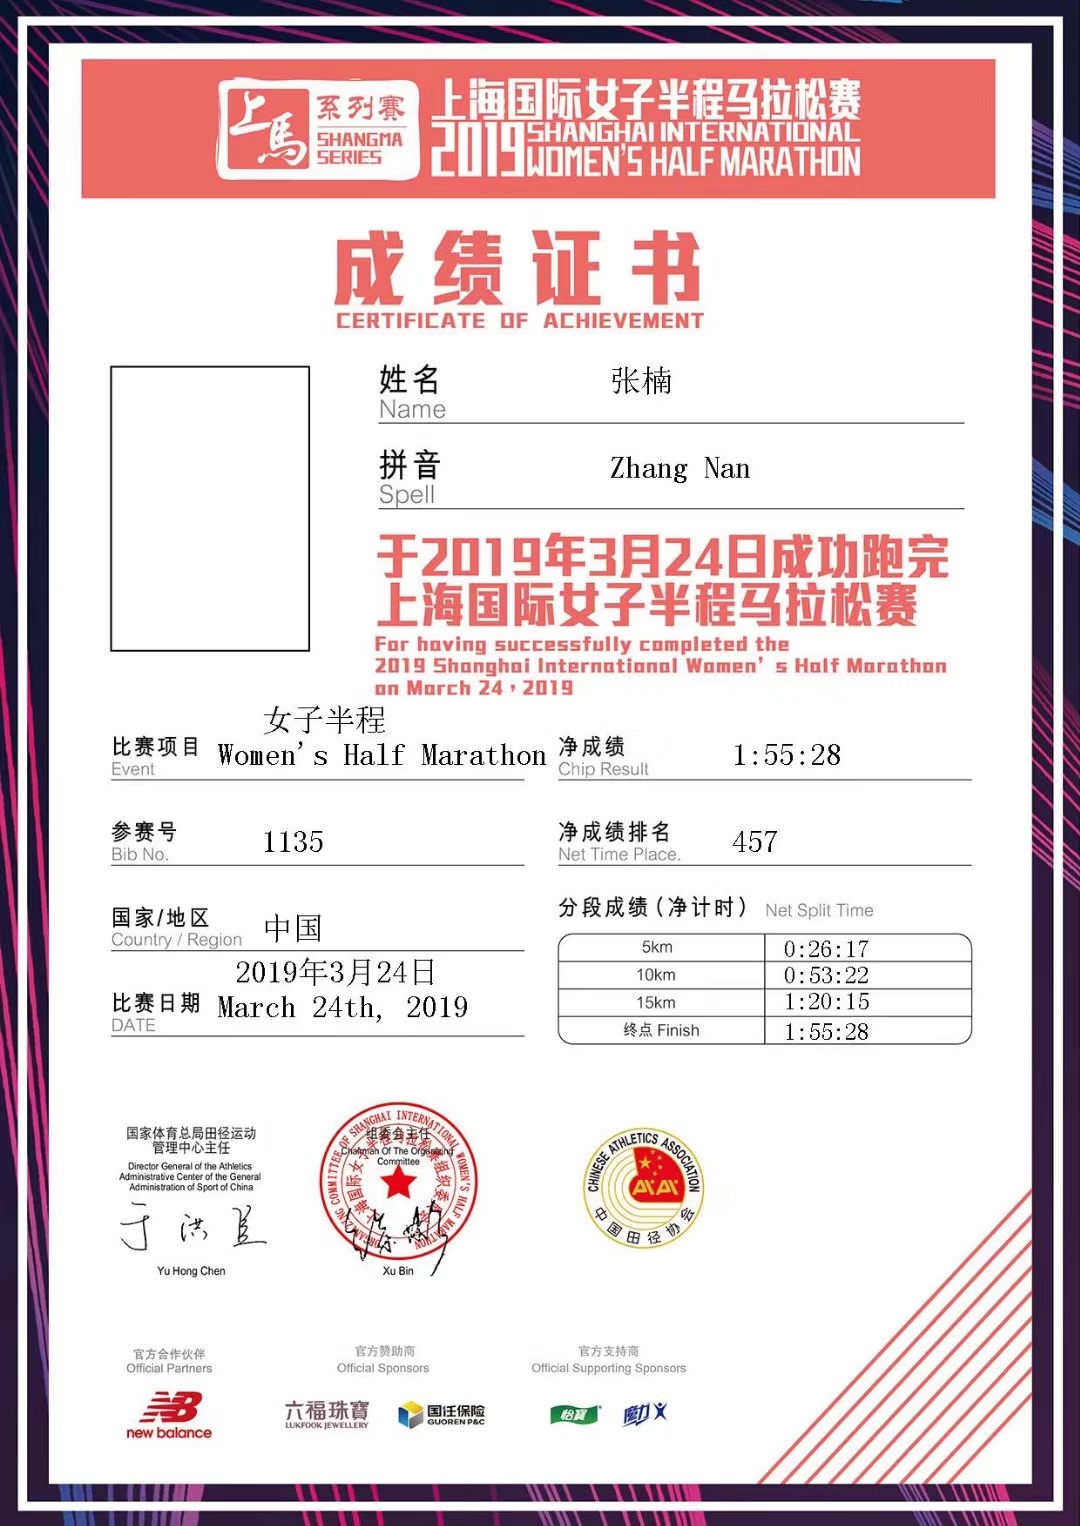 上馬
系列赛
SHANGMA
SERIES
上海国际女子半程马拉松赛
2019 SHANGHAI INTERNATIONAL
WOMEN'S HALF MARATHON
成绩证书
CERTIFICATE OF ACHIEVEMENT
姓名 张楠
Name
拼音 Zhang Nan
Spell
于2019年3月24日成功跑完
上海国际女子半程马拉松赛
For having successfully completed the
2019 Shanghai International Women's Half Marathon
on March 24,2019
女子半程
比赛项目 Women's Half Marathon
Event
净成绩 1:55:28
Chip Result
参赛号 1135
Bib No.
净成绩排名 457
Net Time Place.
国家/地区 中国
Country / Region
2019年3月24日
比赛日期 March 24th, 2019
DATE
分段成绩(净计时) Net Split Time
5km 0:26:17
10km 0:53:22
15km 1:20:15
终点 Finish 1:55:28
国家体育总局田径运动
管理中心主任
Director General of the Athletics
Administrative Center of the General
Administration of Sport of China
于洪臣
Yu Hong Chen
ORGANIZING COMMITTEE OF SHANGHAI INTERNATIONAL WOMEN'S HALF MARATHON
上海国际女子半程马拉松赛组织委员会
组委会主任
Chairman Of The Organizing
Committee
Xu Bin
CHINESE ATHLETICS ASSOCIATION
中国田径协会
官方合作伙伴
Official Partners
new balance
官方赞助商
Official Sponsors
六福珠寶
LUKFOOK JEWELLERY
国任保险
GUOREN P&C
官方支持商
Official Supporting Sponsors
怡寶
魔力